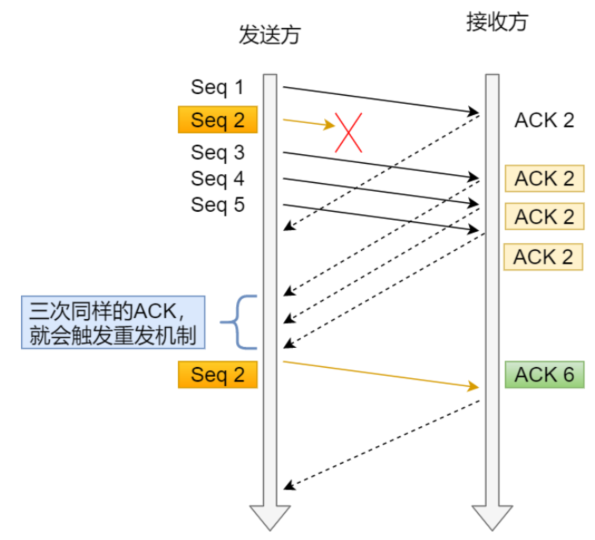 发送方
接收方
Seq 1
ACK 2
Seq 2
Seq 3
Seq 4
ACK 2
Seq 5
ACK 2
ACK 2
三次同样的ACK，
就会触发重发机制
Seq 2
ACK 6